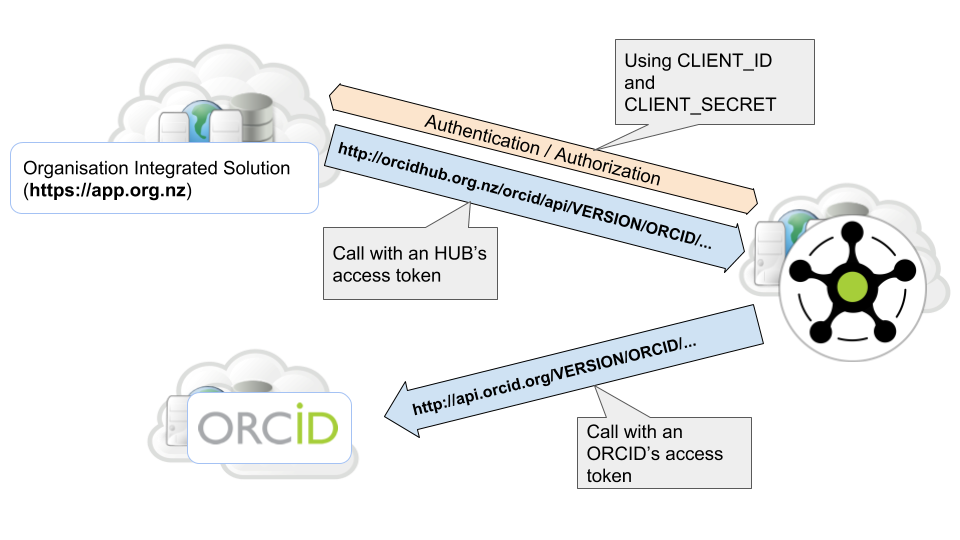 Using CLIENT_ID
and
CLIENT_SECRET
Authentication / Authorization
Organisation Integrated Solution
(https://app.org.nz)
http://orcidhub.org.nz/orcid/api/VERSION/ORCID/...
Call with an HUB's
access token
http://api.orcid.org/VERSION/ORCID/...
ORCiD
Call with an
ORCID's access
token